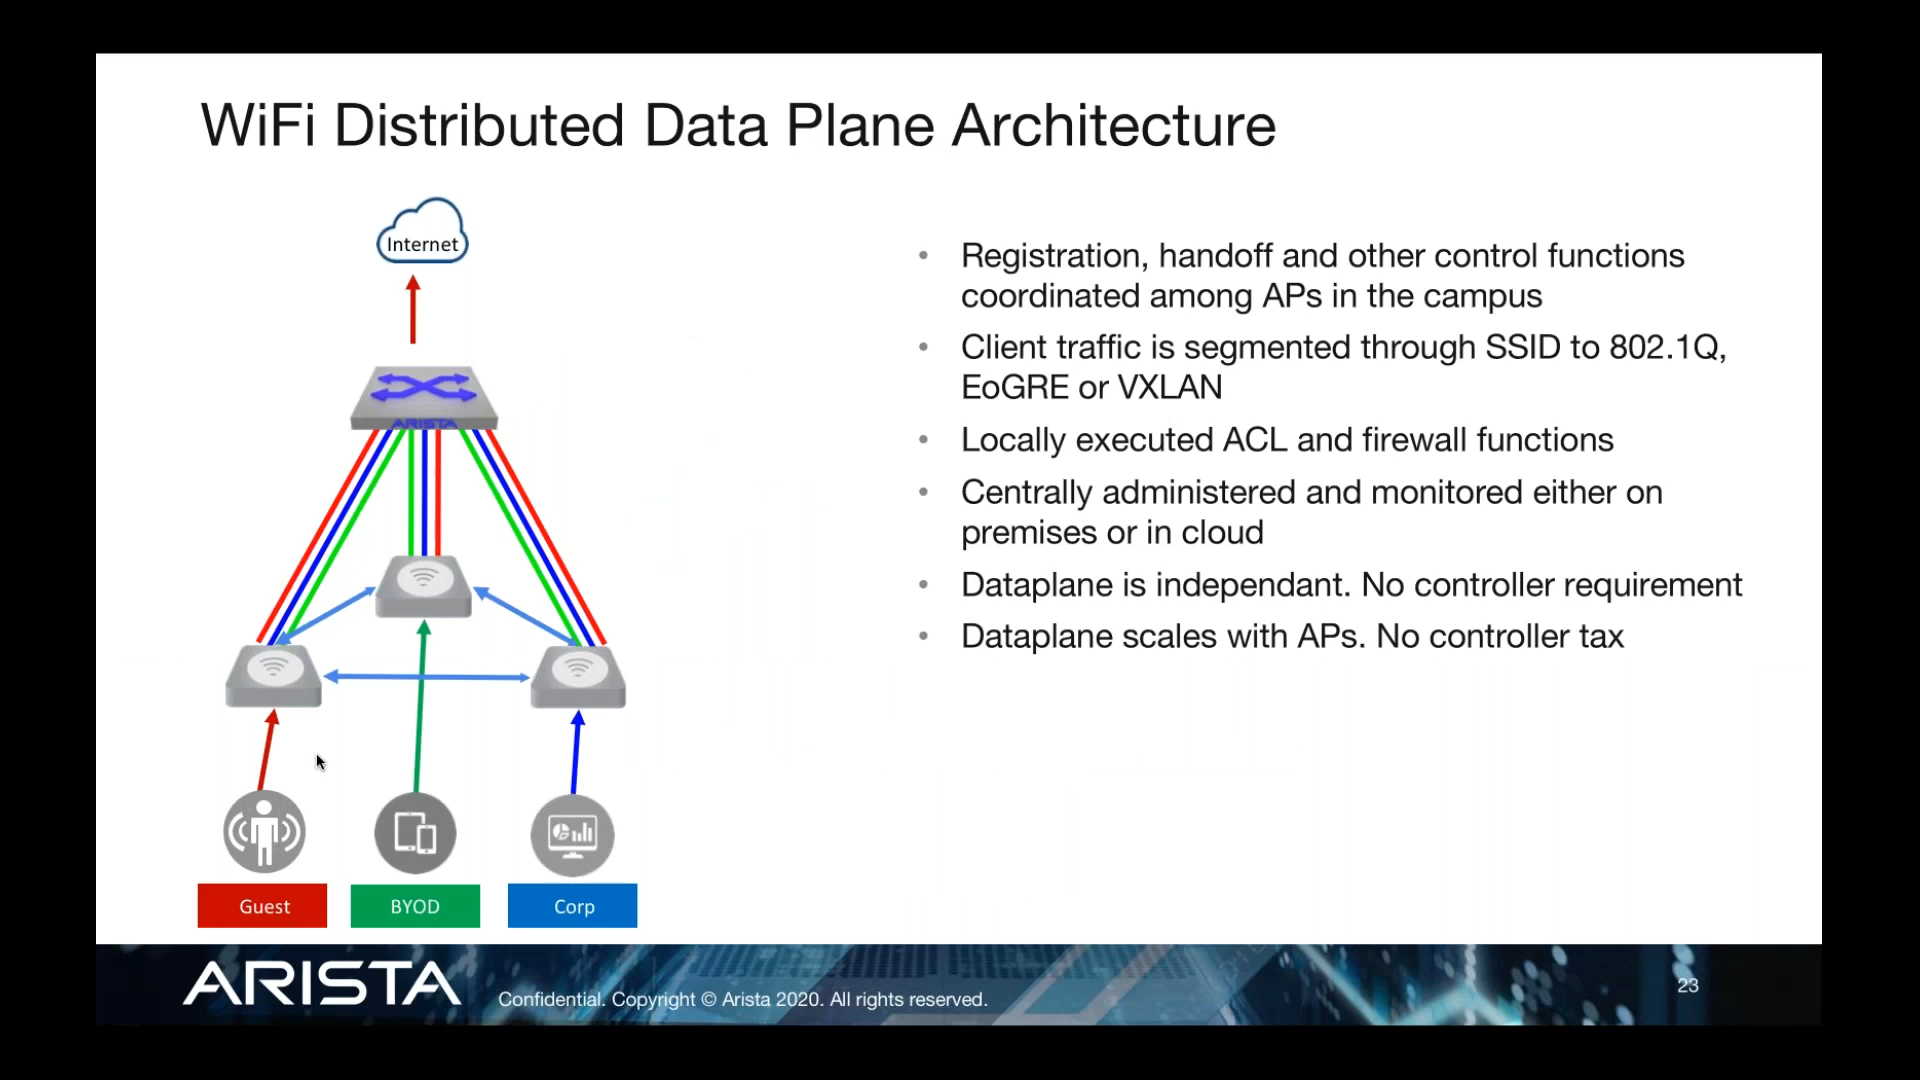 WiFi Distributed Data Plane Architecture
Internet
ARISTA
Guest
BYOD
Corp
• Registration, handoff and other control functions
coordinated among APs in the campus
• Client traffic is segmented through SSID to 802.1Q,
EoGRE or VXLAN
• Locally executed ACL and firewall functions
• Centrally administered and monitored either on
premises or in cloud
• Dataplane is independant. No controller requirement
• Dataplane scales with APs. No controller tax
ARISTA
Confidential. Copyright © Arista 2020. All rights reserved.
23